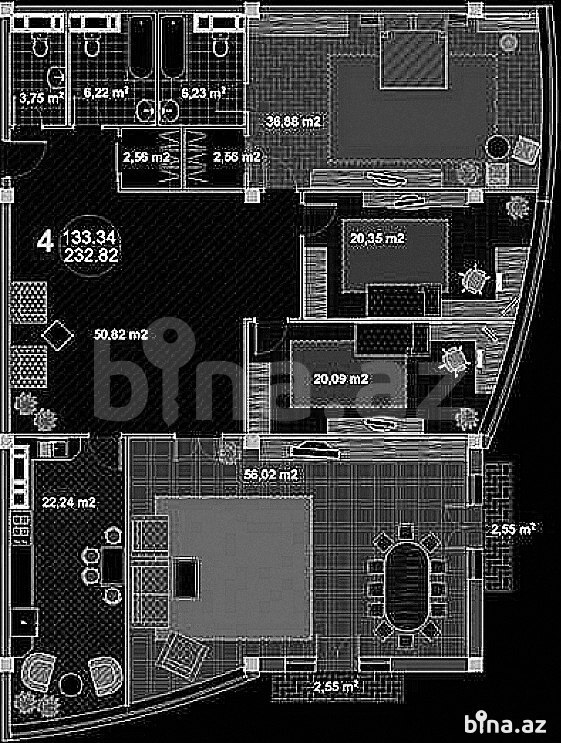 3,75 m²
6,22 m²
5,23 m²
36,88 m2
2,56 m2
2,56 m2
4
133.34
232.82
20,35 m2
50,82 m2
bina.az
20,09 m2
56,02 m2
22,24 m2
2,55 m²
2,55 m²
bina.az